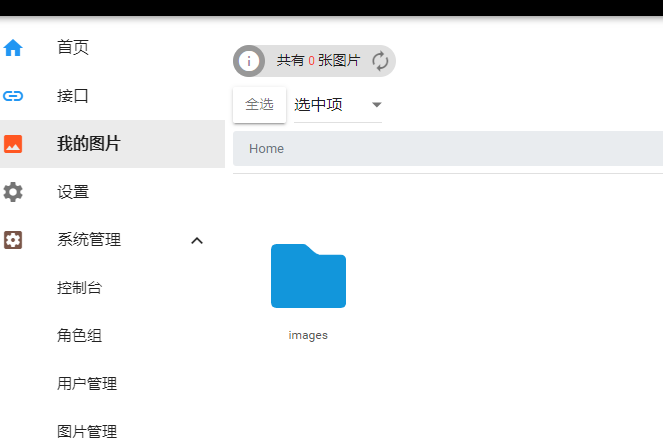 首页
接口
我的图片
设置
系统管理
控制台
角色组
用户管理
图片管理
共有 0 张图片
全选 选中项
Home
images